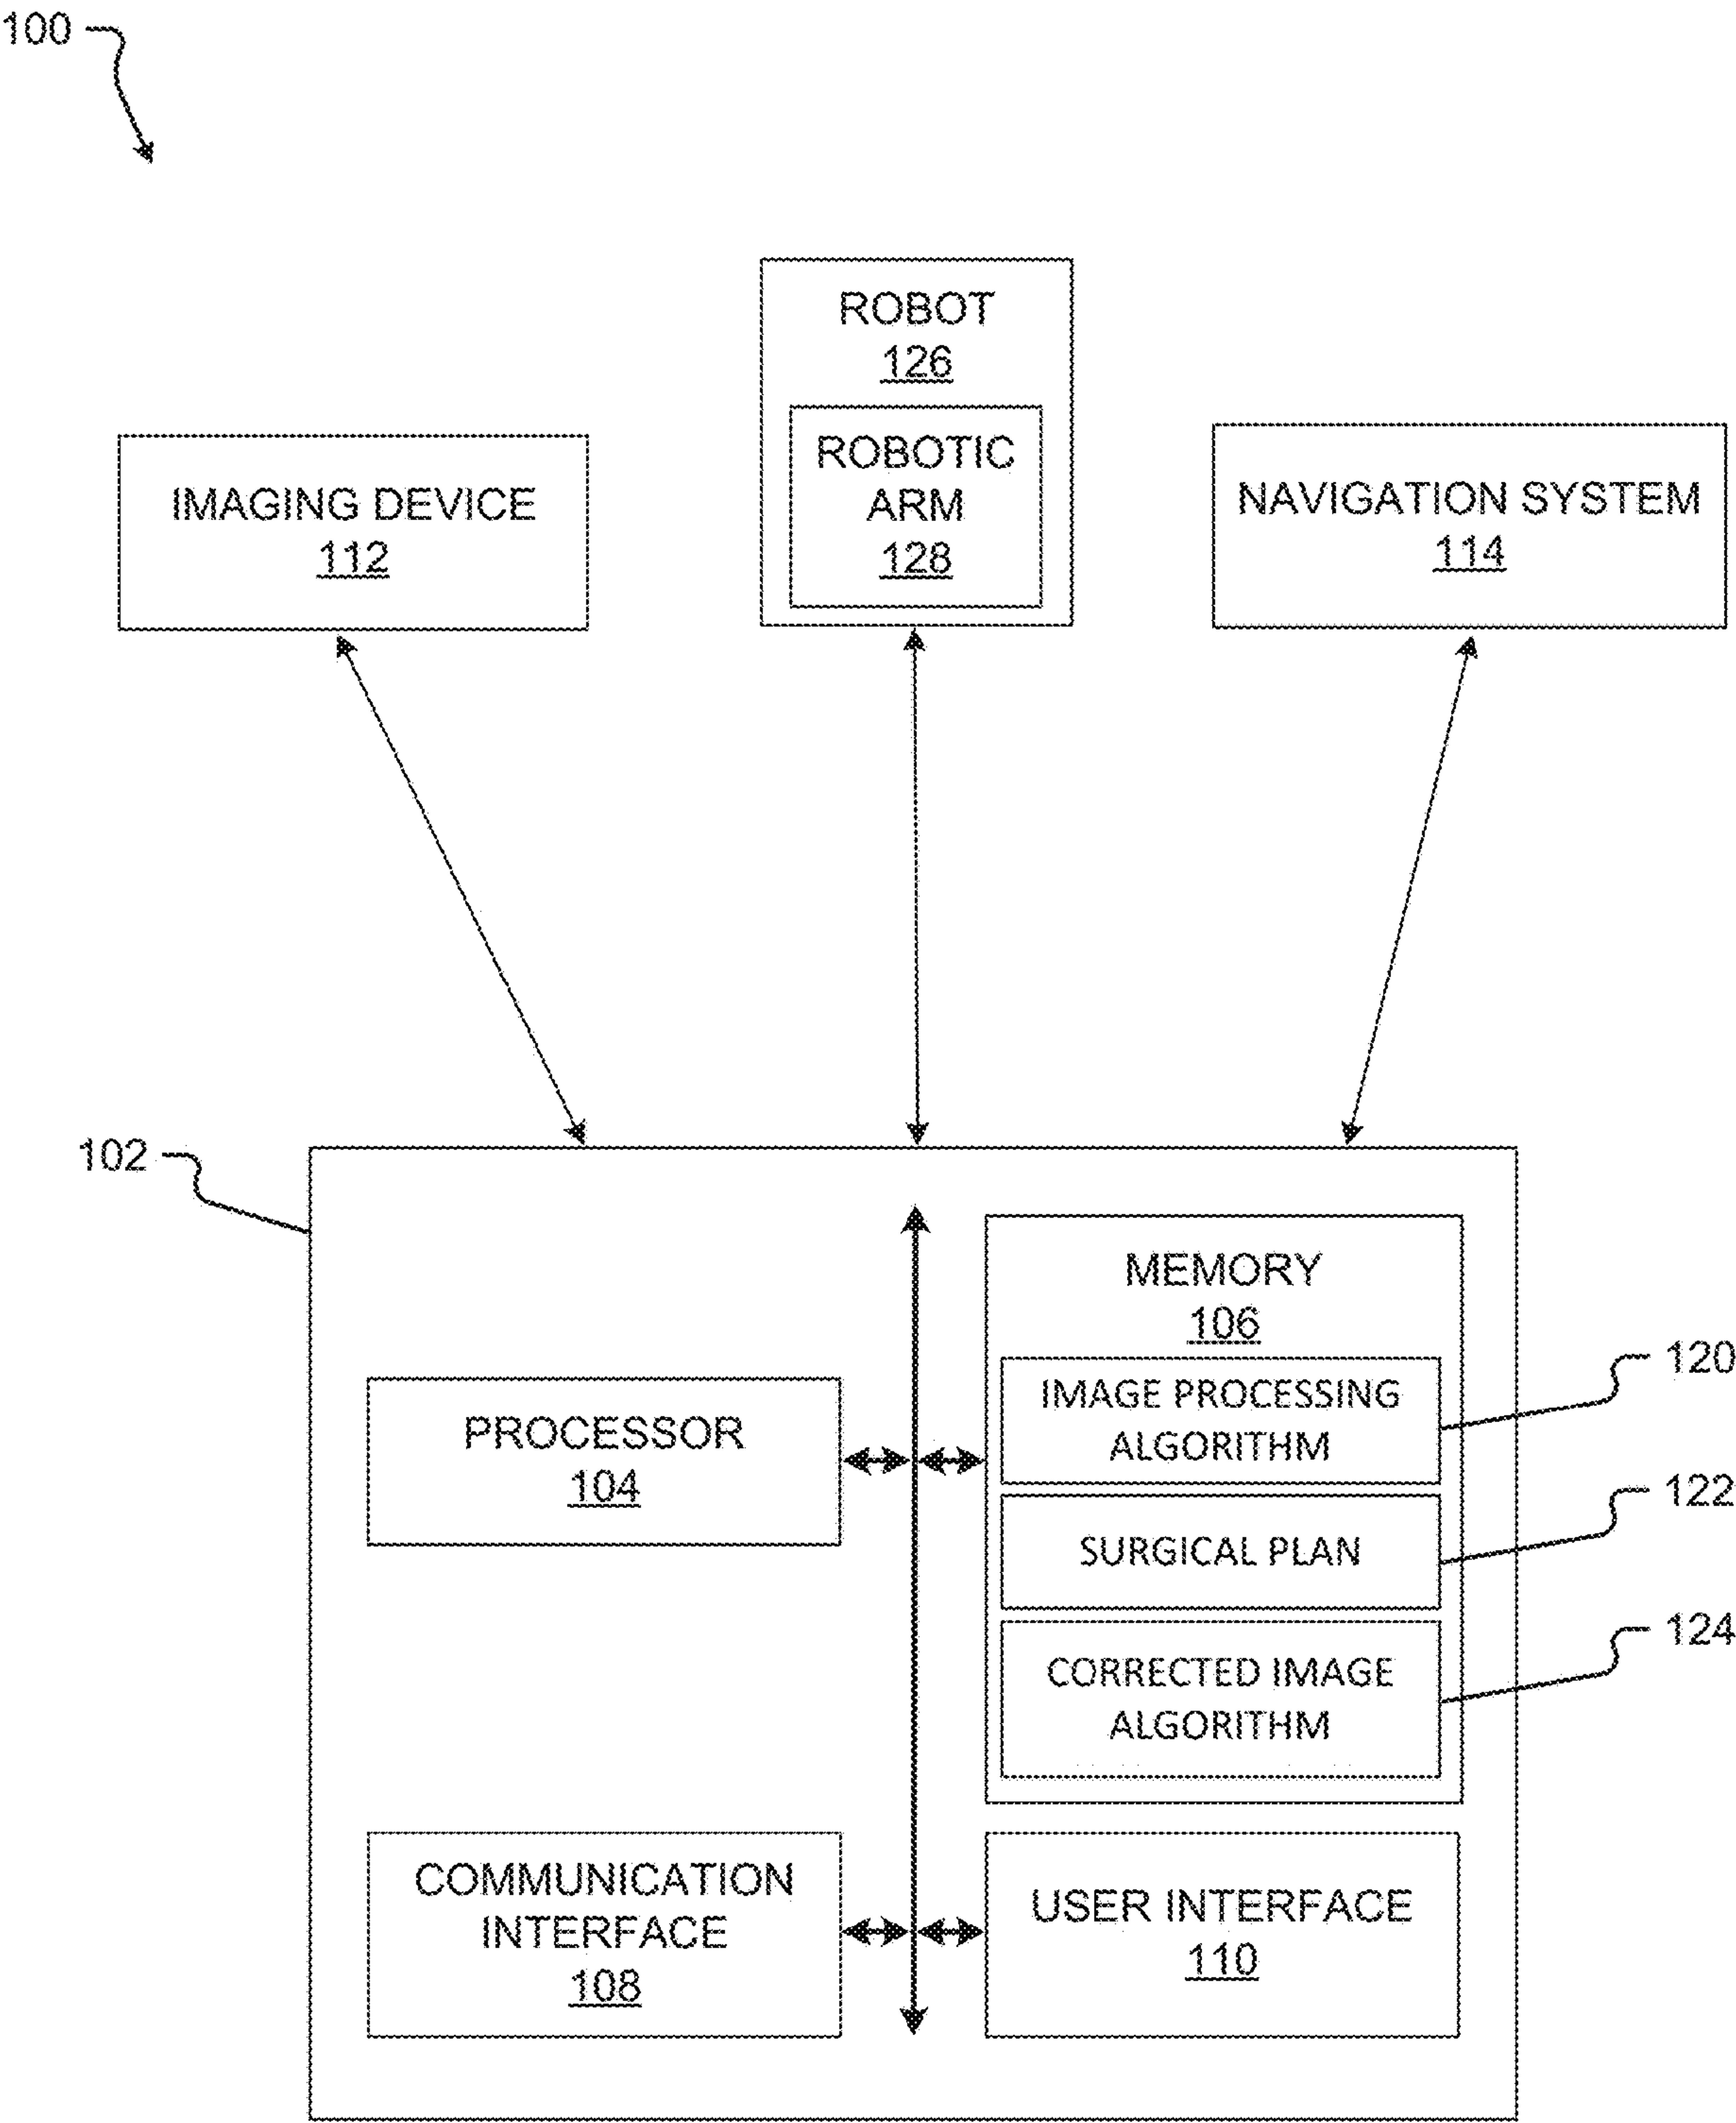 100
ROBOT
126
ROBOTIC
ARM
128
IMAGING DEVICE
112
NAVIGATION SYSTEM
114
102
MEMORY
106
IMAGE PROCESSING
ALGORITHM
120
PROCESSOR
104
SURGICAL PLAN
122
CORRECTED IMAGE
ALGORITHM
124
COMMUNICATION
INTERFACE
108
USER INTERFACE
110